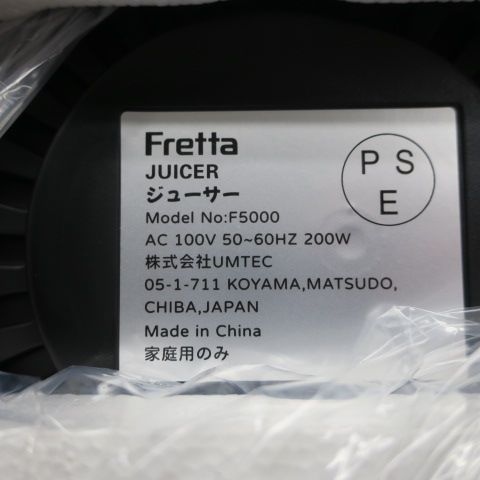 Fretta
JUICER
ジューサー
Model No:F5000
AC 100V 50~60HZ 200W
株式会社UMTEC
05-1-711 KOYAMA,MATSUDO,
CHIBA,JAPAN
Made in China
家庭用のみ
P S
E